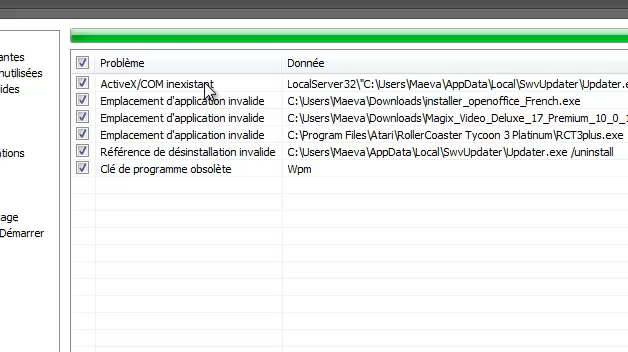 Problème Donnée
antes
nutilisées
ides
ActiveX/COM inexistant LocalServer32\"C:\Users\Maeva\AppData\Local\SwvUpdater\Updater.e
Emplacement d'application invalide C:\Users\Maeva\Downloads\installer_openoffice_French.exe
Emplacement d'application invalide C:\Users\Maeva\Downloads\Magix_Video_Deluxe_17_Premium_10_0_1
Emplacement d'application invalide C:\Program Files\Atari\RollerCoaster Tycoon 3 Platinum\RCT3plus.exe
ations
Référence de désinstallation invalide C:\Users\Maeva\AppData\Local\SwvUpdater\Updater.exe /uninstall
Clé de programme obsolète Wpm
age
Démarrer